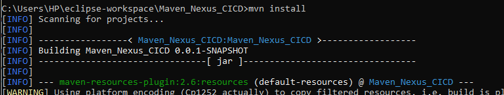 C:\Users\HP\eclipse-workspace\Maven_Nexus_CICD>mvn install
[INFO] Scanning for projects...
[INFO]
[INFO] ------------------< Maven_Nexus_CICD:Maven_Nexus_CICD >-------------------
[INFO] Building Maven_Nexus_CICD 0.0.1-SNAPSHOT
[INFO] --------------------------------[ jar ]---------------------------------
[INFO]
[INFO] --- maven-resources-plugin:2.6:resources (default-resources) @ Maven_Nexus_CICD ---
[WARNING] Using platform encoding (Cp1252 actually) to copy filtered resources, i.e. build is